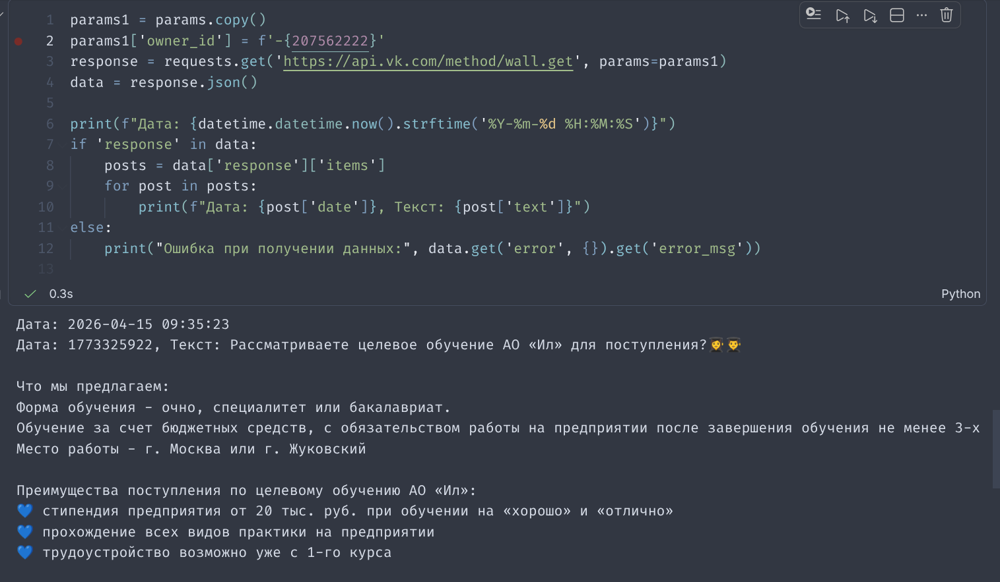 1 params1 = params.copy()
2 params1['owner_id'] = f'-{207562222}'
3 response = requests.get('https://api.vk.com/method/wall.get', params=params1)
4 data = response.json()
5
6 print(f"Дата: {datetime.datetime.now().strftime('%Y-%m-%d %H:%M:%S')}")
7 if 'response' in data:
8     posts = data['response']['items']
9     for post in posts:
10         print(f"Дата: {post['date']}, Текст: {post['text']}")
11 else:
12     print("Ошибка при получении данных:", data.get('error', {}).get('error_msg'))
13
0.3s Python
Дата: 2026-04-15 09:35:23
Дата: 1773325922, Текст: Рассматриваете целевое обучение АО «Ил» для поступления?👩‍🎓👨‍🎓
Что мы предлагаем:
Форма обучения - очно, специалитет или бакалавриат.
Обучение за счет бюджетных средств, с обязательством работы на предприятии после завершения обучения не менее 3-х
Место работы - г. Москва или г. Жуковский
Преимущества поступления по целевому обучению АО «Ил»:
💙 стипендия предприятия от 20 тыс. руб. при обучении на «хорошо» и «отлично»
💙 прохождение всех видов практики на предприятии
💙 трудоустройство возможно уже с 1-го курса